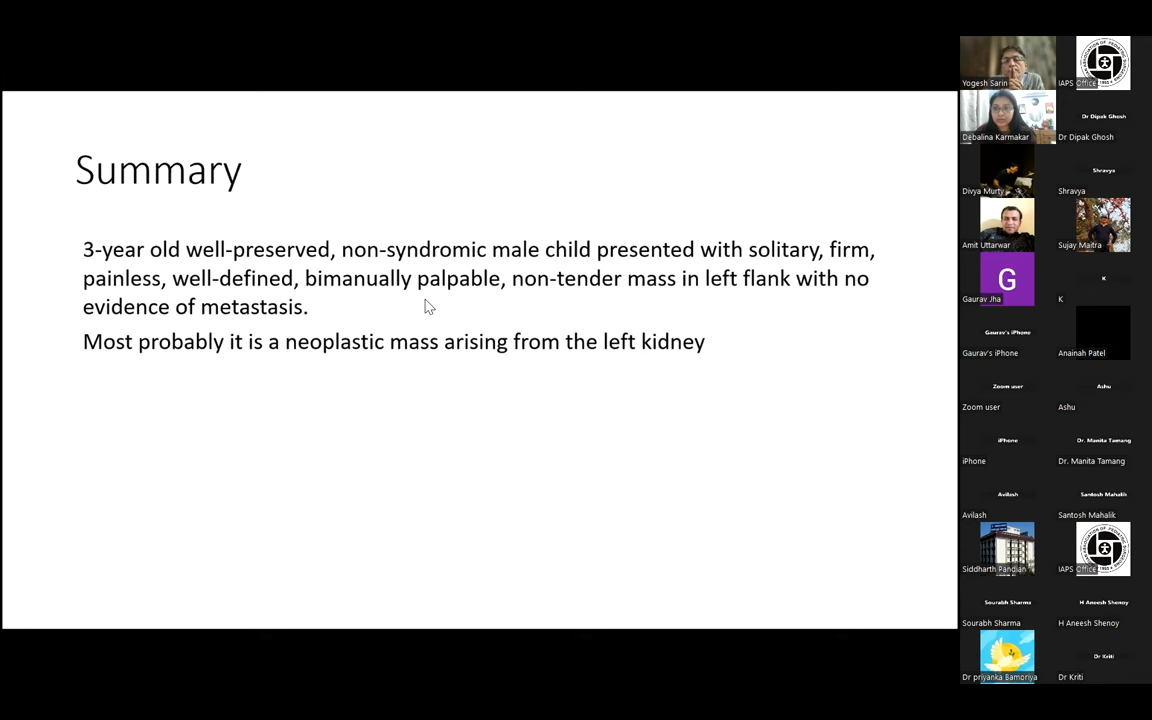 Summary
3-year old well-preserved, non-syndromic male child presented with solitary, firm,
painless, well-defined, bimanually palpable, non-tender mass in left flank with no
evidence of metastasis.
Most probably it is a neoplastic mass arising from the left kidney
Yogesh Sarin
IAPS Office
Debalina Karmakar
Dr Dipak Ghosh
Dr Dipak Ghosh
Divya Murty
Shravya
Shravya
Amit Uttarwar
Sujay Maitra
G
Gaurav Jha
K
K
Gaurav's iPhone
Gaurav's iPhone
Anainah Patel
Zoom user
Zoom user
Ashu
Ashu
iPhone
iPhone
Dr. Manita Tamang
Dr. Manita Tamang
Avilash
Avilash
Santosh Mahalik
Santosh Mahalik
Siddharth Pandian
IAPS Office
Sourabh Sharma
Sourabh Sharma
H Aneesh Shenoy
H Aneesh Shenoy
Dr priyanka Bamoriya
Dr Kriti
Dr Kriti